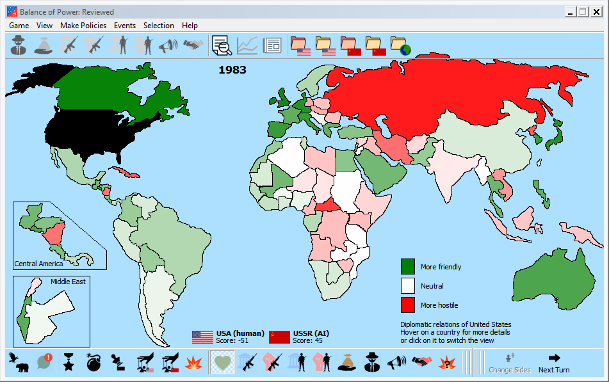 Balance of Power: Reviewed
Game View Make Policies Events Selection Help
1983
Central America
Middle East
More friendly
Neutral
More hostile
Diplomatic relations of United States
Hover on a country for more details
or click on it to switch the view
USA (human) USSR (AI)
Score: -51 Score: 45
Change Sides Next Turn